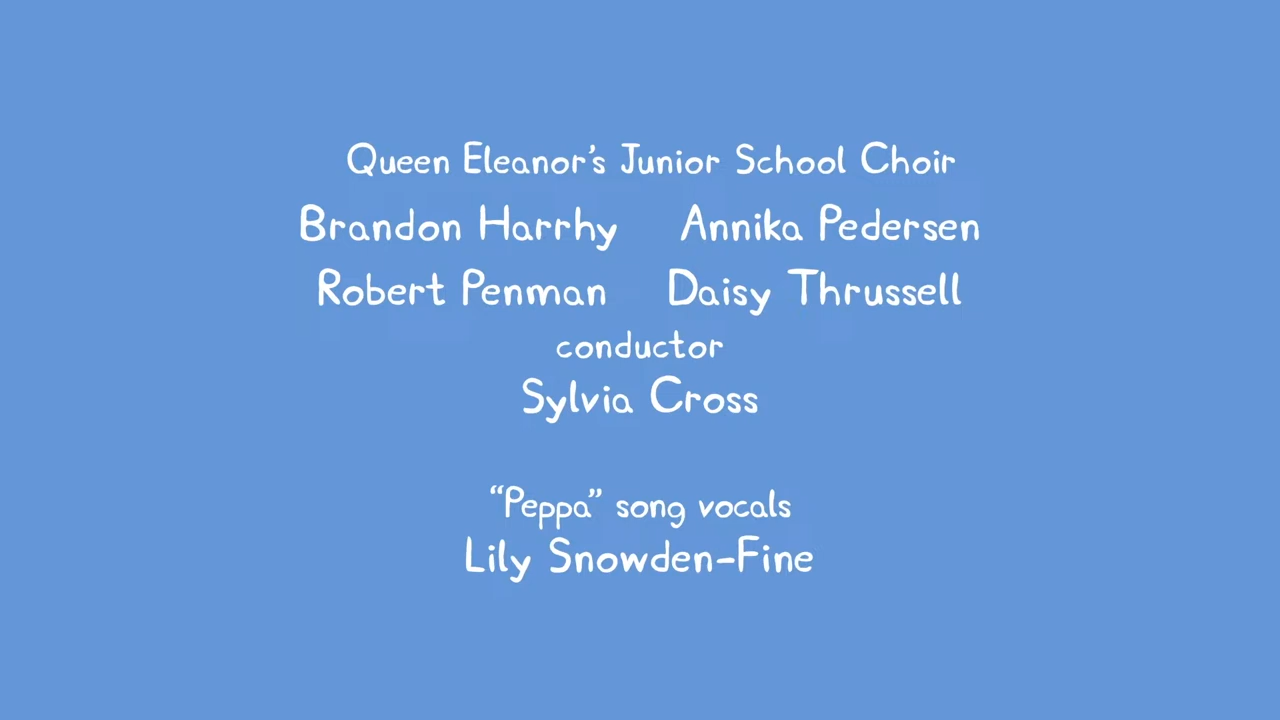 Queen Eleanor's Junior School Choir
Brandon Harrhy Annika Pedersen
Robert Penman Daisy Thrussell
conductor
Sylvia Cross
“Peppa” song vocals
Lily Snowden-Fine